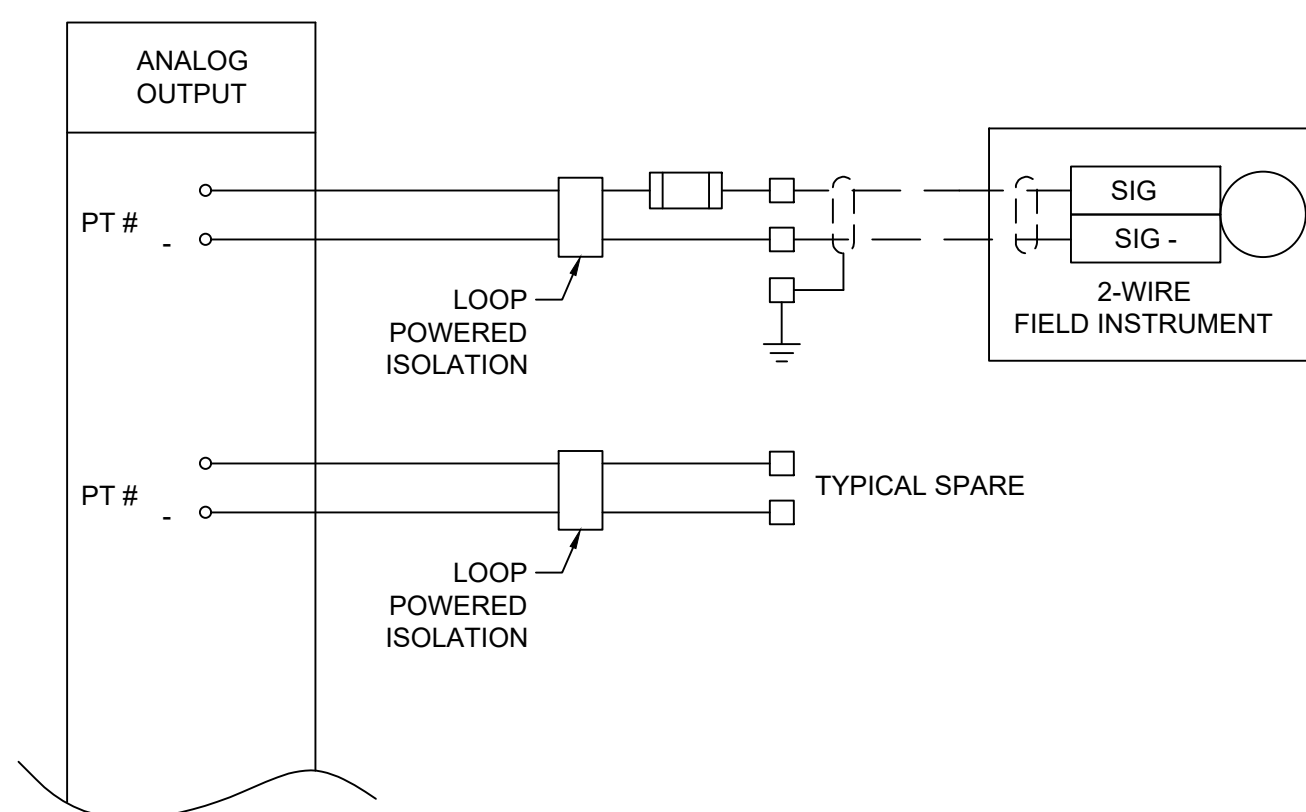 ANALOG
OUTPUT
PT #
-
SIG
SIG -
2-WIRE
FIELD INSTRUMENT
LOOP
POWERED
ISOLATION
PT #
-
TYPICAL SPARE
LOOP
POWERED
ISOLATION